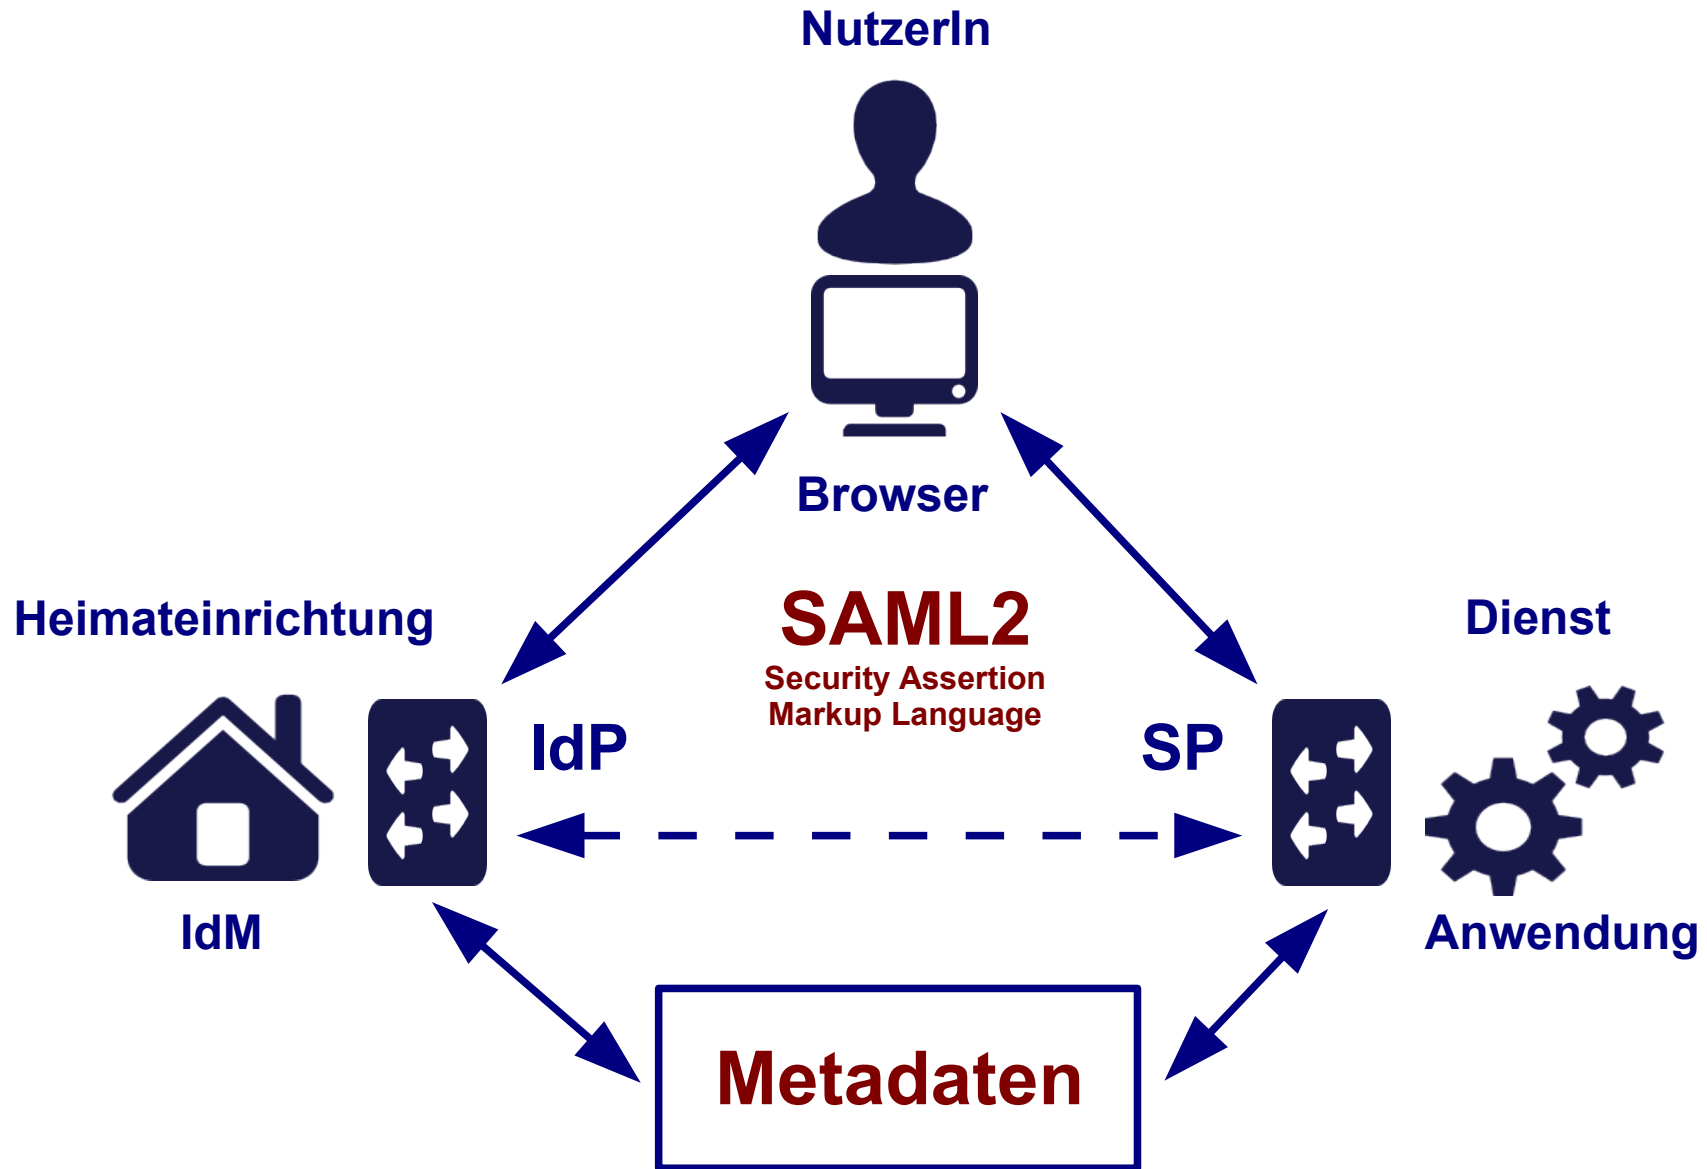 NutzerIn
Browser
SAML2
Security Assertion
Markup Language
Heimateinrichtung
Dienst
IdP
SP
IdM
Anwendung
Metadaten